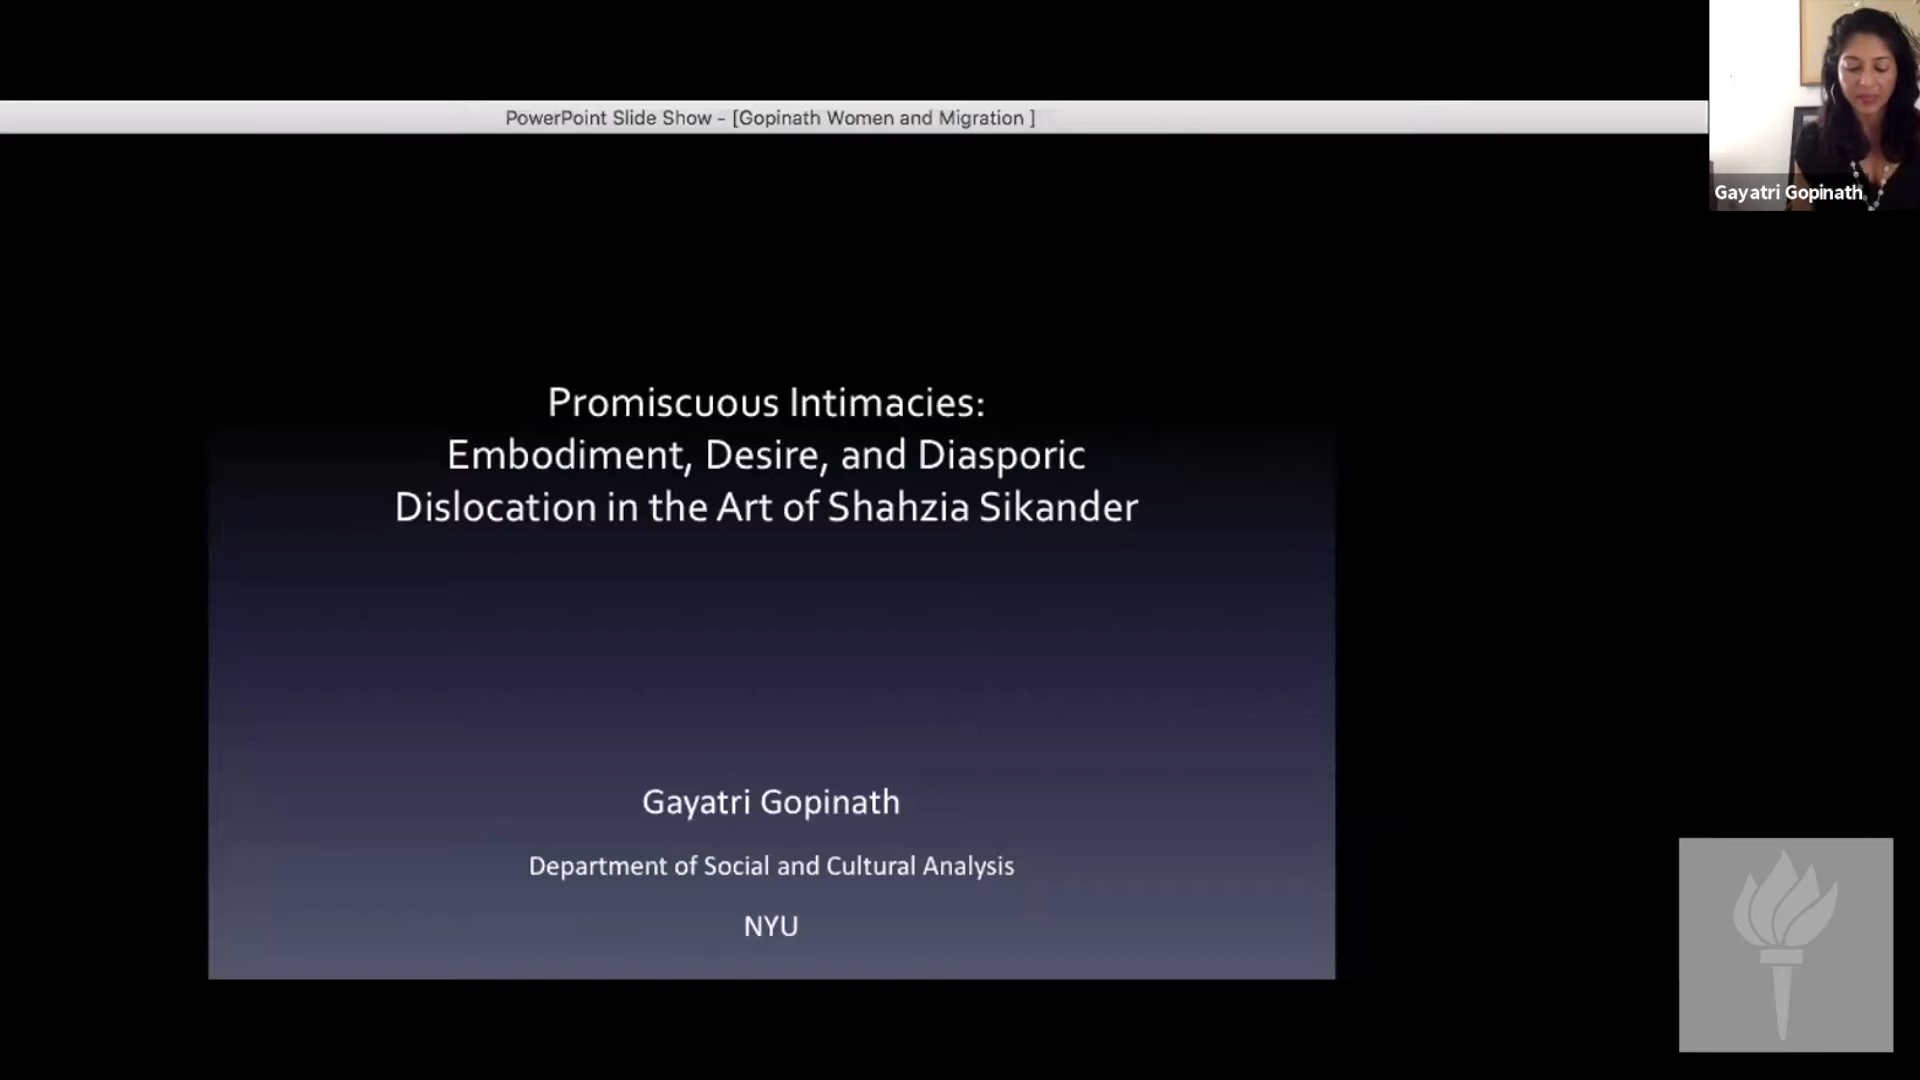 PowerPoint Slide Show - [Gopinath Women and Migration ]
Gayatri Gopinath
Promiscuous Intimacies:
Embodiment, Desire, and Diasporic
Dislocation in the Art of Shahzia Sikander
Gayatri Gopinath
Department of Social and Cultural Analysis
NYU